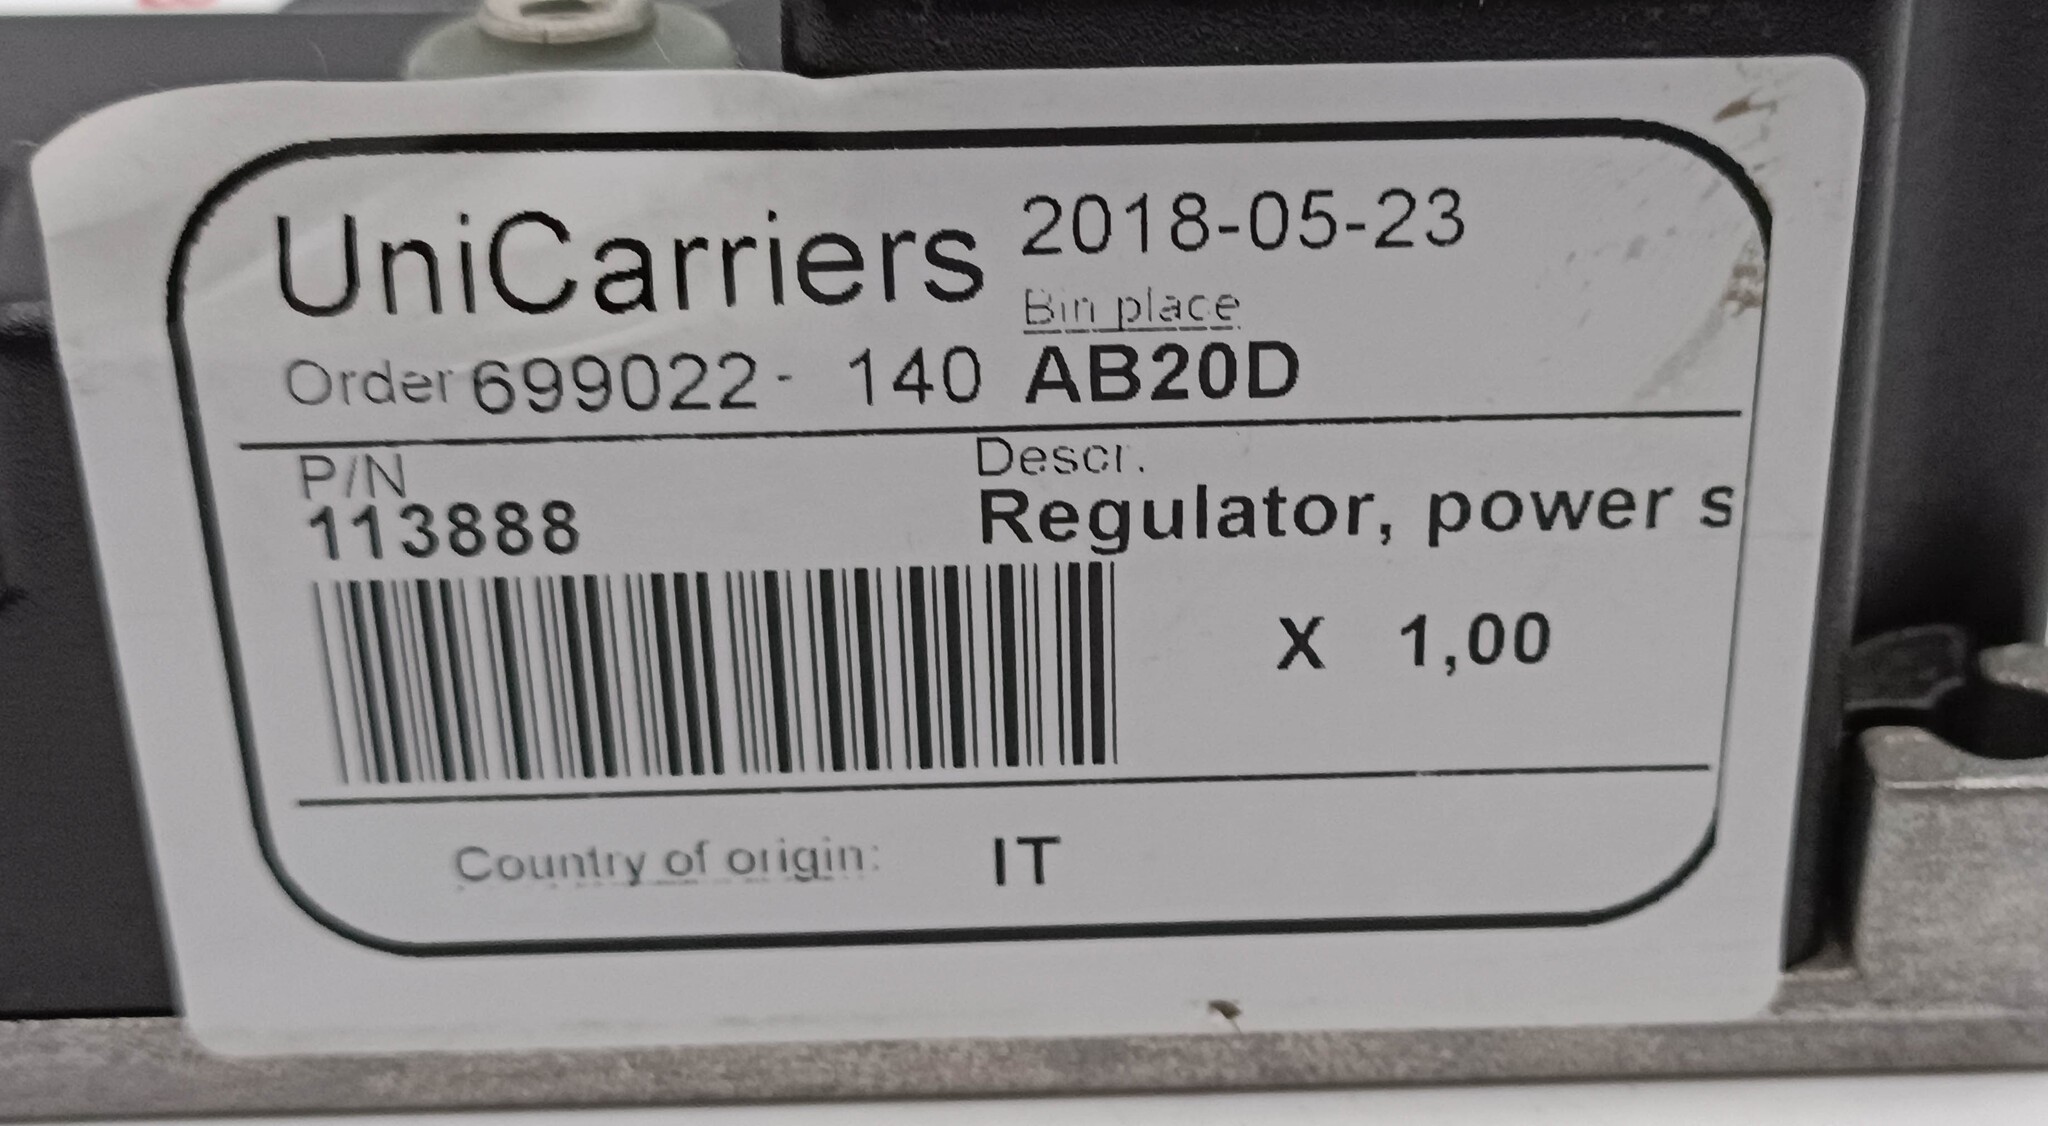 UniCarriers 2018-05-23
Bin place
Order 699022- 140 AB20D
P/N Descr.
113888 Regulator, power s
X 1,00
Country of origin: IT